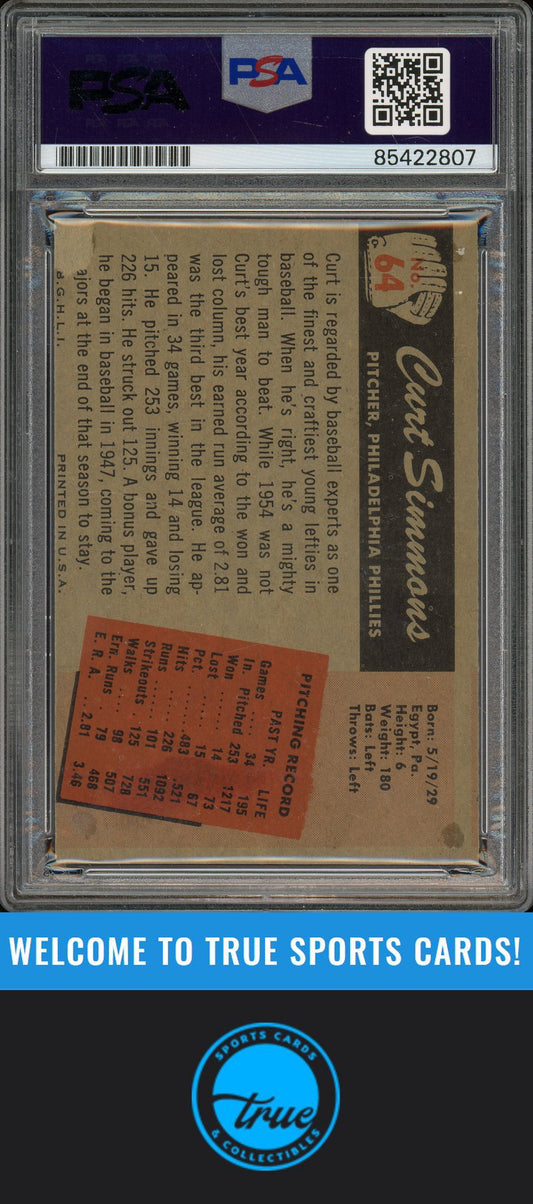 PSA
PSA
85422807
No. 64
Curt Simmons
PITCHER, PHILADELPHIA PHILLIES
Born: 5/19/29
Egypt, Pa.
Height: 6
Weight: 180
Bats: Left
Throws: Left
Curt is regarded by baseball experts as one
of the finest and craftiest young lefties in
baseball. When he's right, he's a mighty
tough man to beat. While 1954 was not
Curt's best year according to the won and
lost column, his earned run average of 2.81
was the third best in the league. He ap-
peared in 34 games, winning 14 and losing
15. He pitched 253 innings and gave up
226 hits. He struck out 125. A bonus player,
he began in baseball in 1947, coming to the
ajors at the end of that season to stay.
B.G.H.L.I. PRINTED IN U.S.A.
PITCHING RECORD
PAST YR. LIFE
Games .... 34 195
In. Pitched 253 1217
Won ...... 14 73
Lost ...... 15 67
Pct. ...... .483 .521
Hits ...... 226 1092
Runs ..... 101 551
Strikeouts 125 728
Walks .... 98 507
Ern. Runs 79 468
E. R. A. .. 2.81 3.46
WELCOME TO TRUE SPORTS CARDS!
SPORTS CARDS
true
& COLLECTIBLES